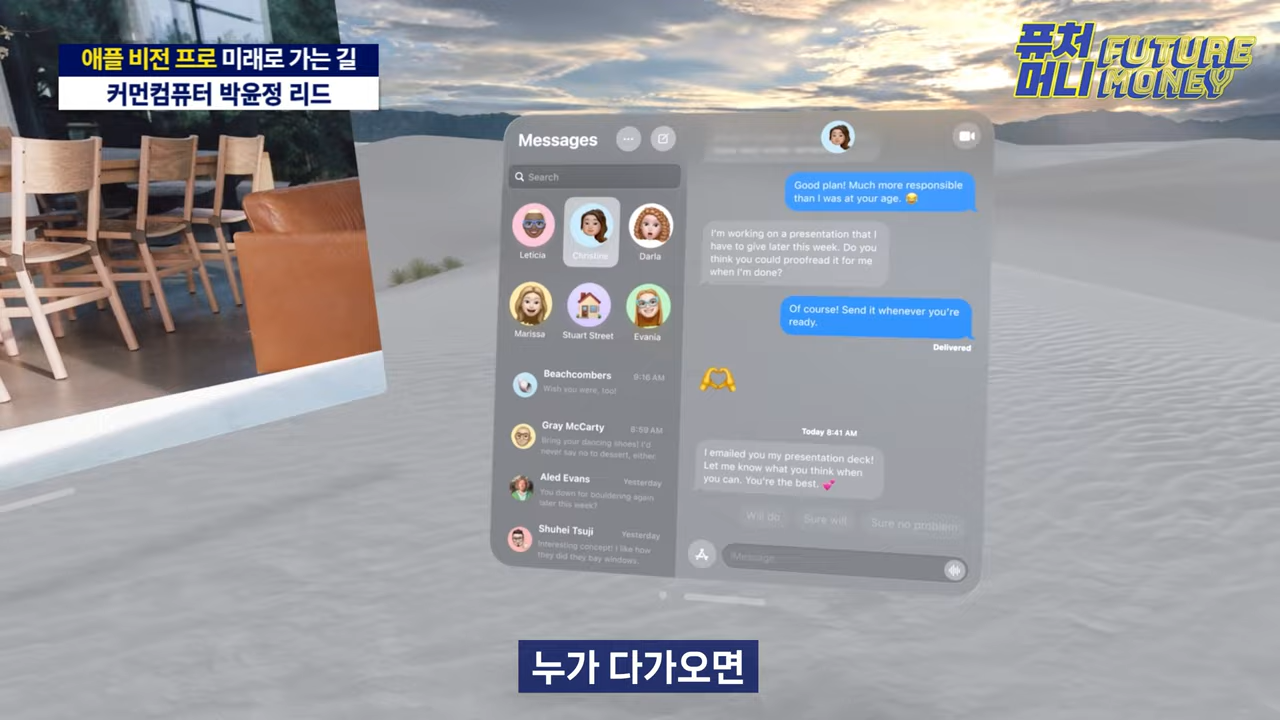 애플 비전 프로 미래로 가는 길
커먼컴퓨터 박윤정 리드
퓨처
머니
FUTURE
MONEY
Messages
Search
Leticia
Christine
Darla
Marissa
Stuart Street
Evania
Beachcombers 9:16 AM
Wish you were, too!
Gray McCarty 8:59 AM
Bring your dancing shoes! I'd
never say no to dessert, either
Aled Evans Yesterday
You down for bouldering again
later this week?
Shuhei Tsuji Yesterday
Interesting concept! I like how
they did they bay windows.
Good plan! Much more responsible
than I was at your age. 😂
I'm working on a presentation that I
have to give later this week. Do you
think you could proofread it for me
when I'm done?
Of course! Send it whenever you're
ready.
Delivered
Today 8:41 AM
I emailed you my presentation deck!
Let me know what you think when
you can. You're the best. 💕
Will do
Sure will
Sure no problem
iMessage
누가 다가오면